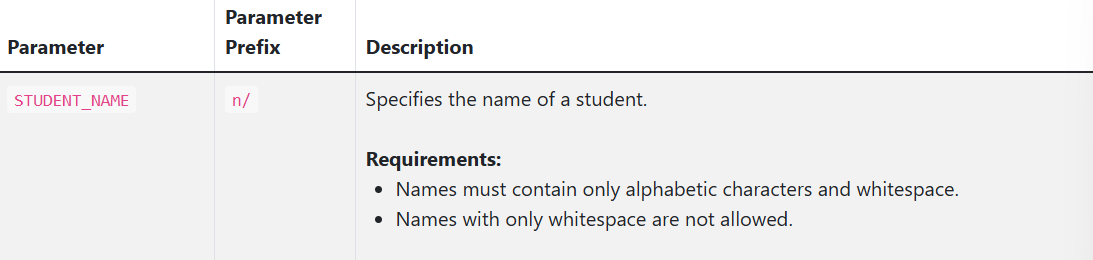 Parameter
Parameter Prefix
Description
STUDENT_NAME
n/
Specifies the name of a student.
Requirements:
Names must contain only alphabetic characters and whitespace.
Names with only whitespace are not allowed.